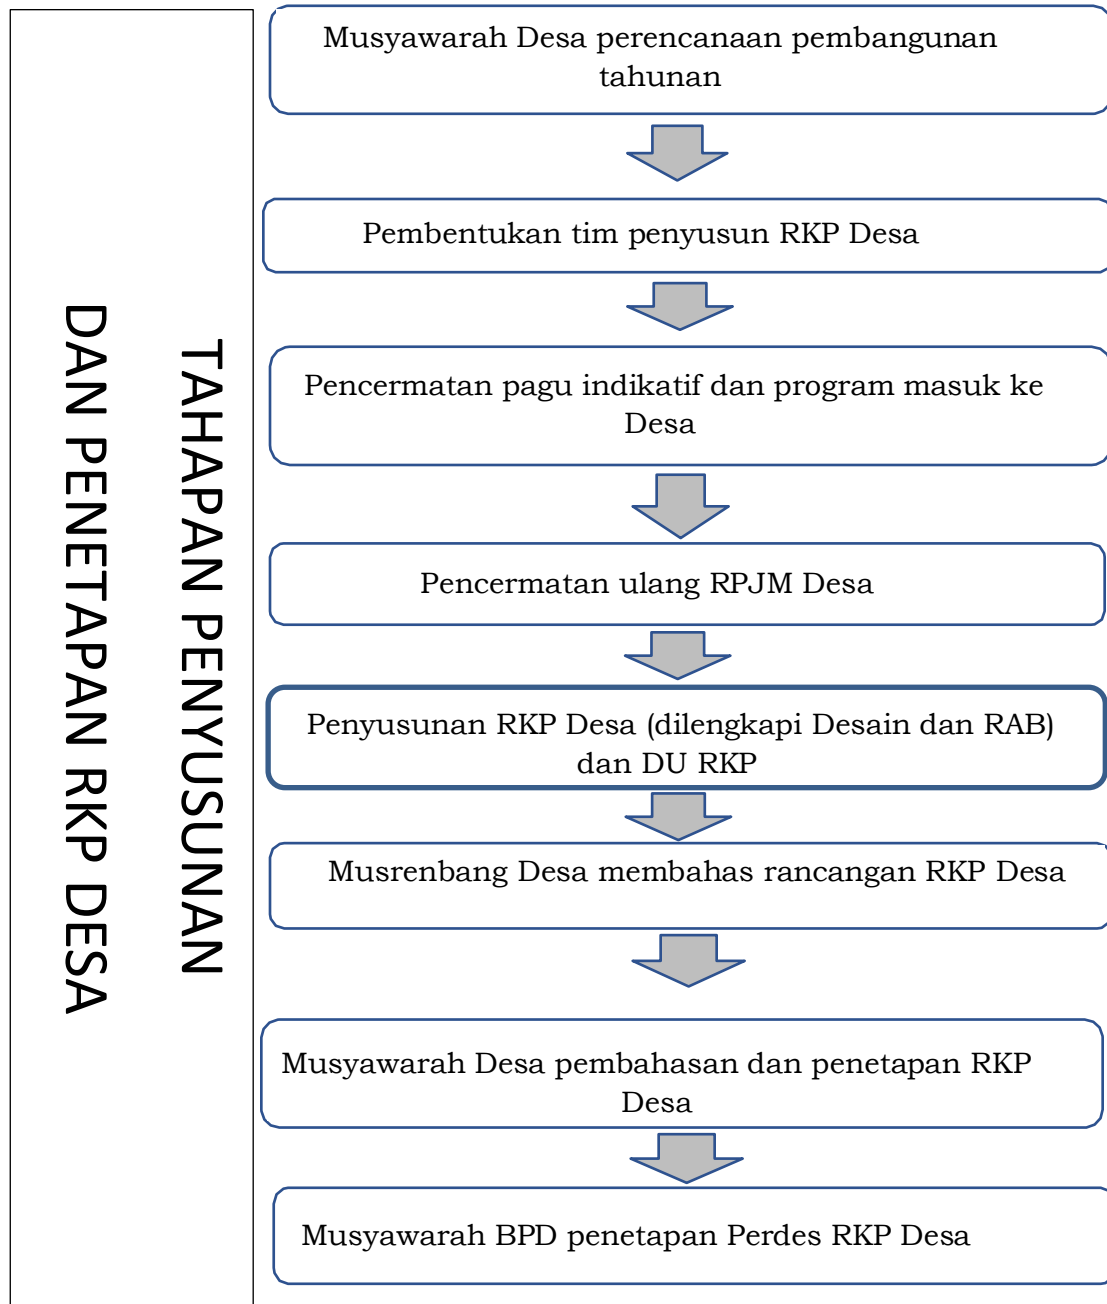 TAHAPAN PENYUSUNAN
DAN PENETAPAN RKP DESA
Musyawarah Desa perencanaan pembangunan
tahunan
Pembentukan tim penyusun RKP Desa
Pencermatan pagu indikatif dan program masuk ke
Desa
Pencermatan ulang RPJM Desa
Penyusunan RKP Desa (dilengkapi Desain dan RAB)
dan DU RKP
Musrenbang Desa membahas rancangan RKP Desa
Musyawarah Desa pembahasan dan penetapan RKP
Desa
Musyawarah BPD penetapan Perdes RKP Desa